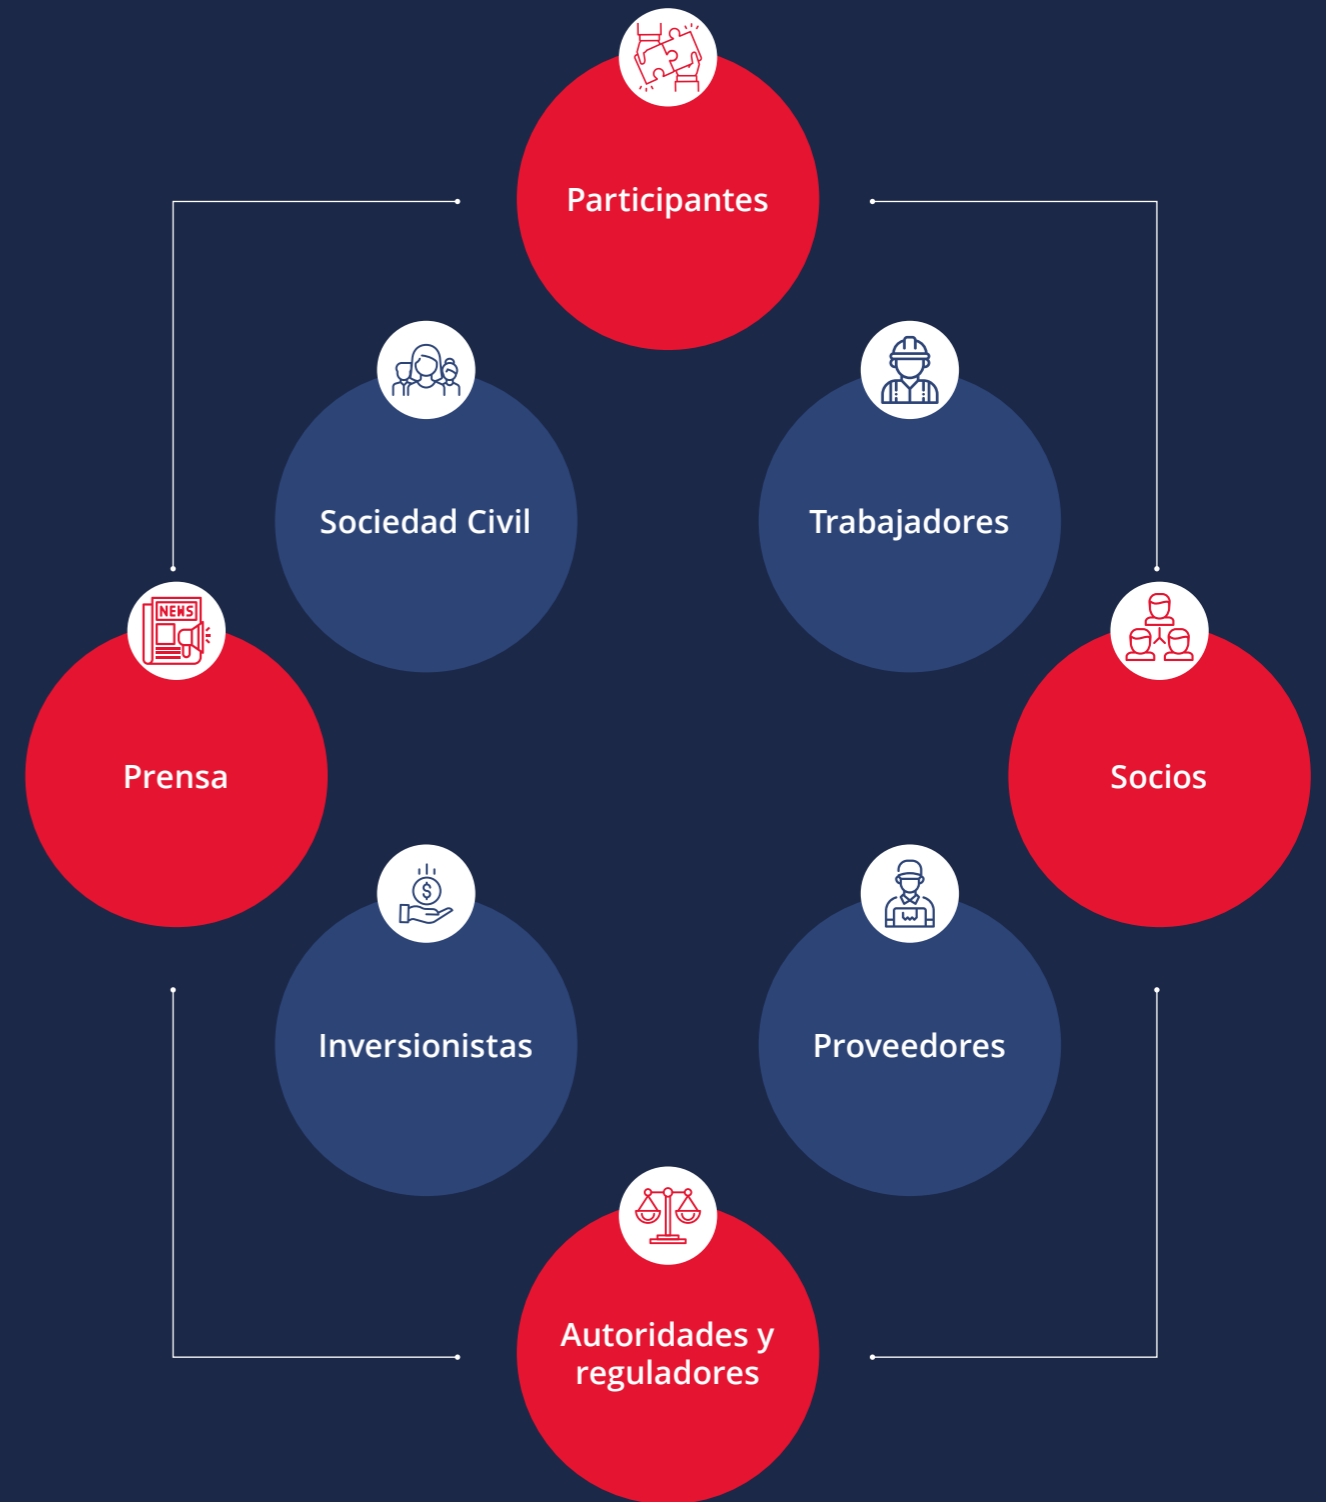 Participantes
Sociedad Civil
Trabajadores
NEWS
Prensa
Socios
Inversionistas
Proveedores
Autoridades y
reguladores